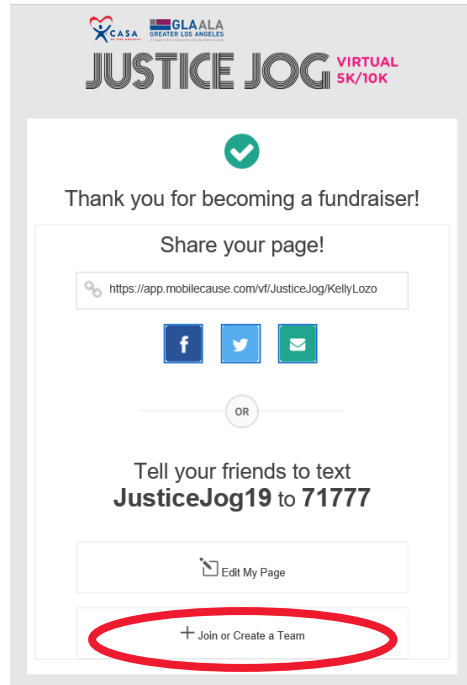 CASA
GLAALA
GREATER LOS ANGELES
JUSTICE JOG
VIRTUAL
5K/10K
Thank you for becoming a fundraiser!
Share your page!
https://app.mobilecause.com/vf/JusticeJog/KellyLozo
f
OR
Tell your friends to text
JusticeJog19 to 71777
Edit My Page
Join or Create a Team